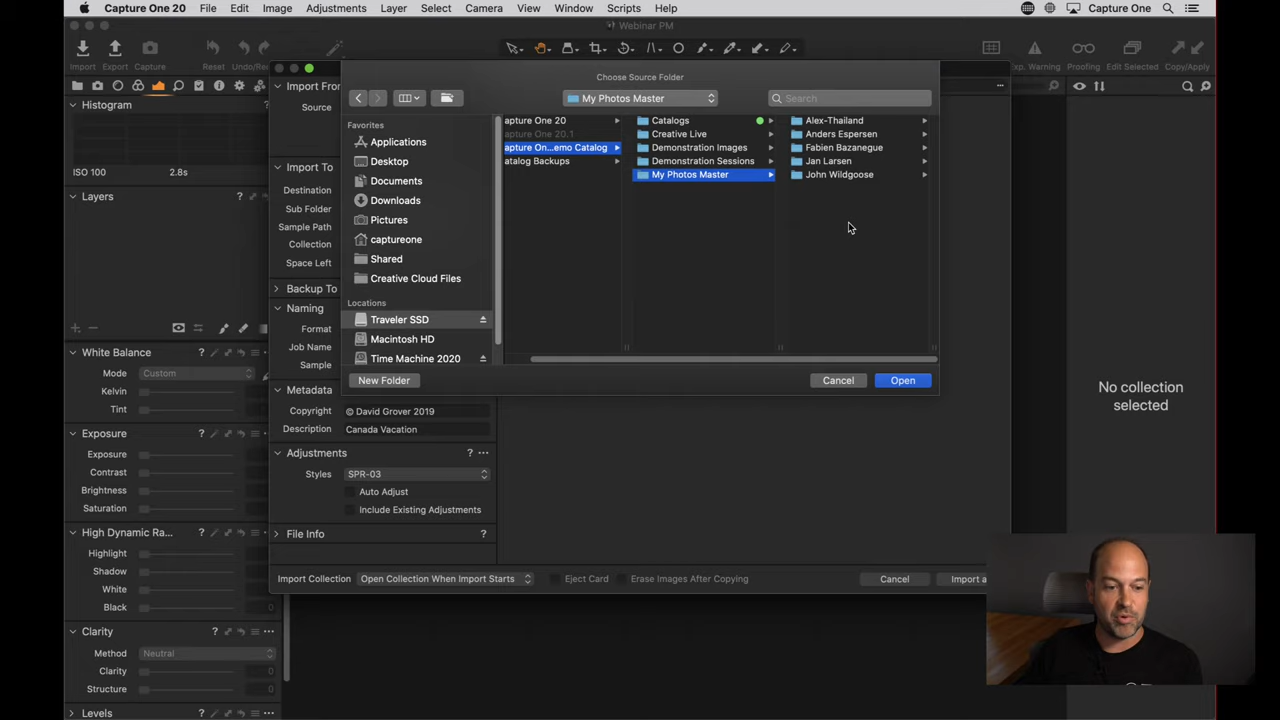 Capture One 20 File Edit Image Adjustments Layer Select Camera View Window Scripts Help Capture One
Webinar PM
Import Export Capture Reset Undo/Re Exp. Warning Proofing Edit Selected Copy/Apply
Histogram
ISO 100 2.8s
Layers
White Balance ?
Mode Custom
Kelvin
Tint
Exposure ?
Exposure
Contrast
Brightness
Saturation
High Dynamic Ra... ?
Highlight
Shadow
White 0
Black 0
Clarity ?
Method Neutral
Clarity 0
Structure 0
Levels
Import From
Source
Import To
Destination
Sub Folder
Sample Path
Collection
Space Left
Backup To
Naming
Format
Job Name
Sample
Metadata
Copyright © David Grover 2019
Description Canada Vacation
Adjustments ?
Styles SPR-03
Auto Adjust
Include Existing Adjustments
File Info ?
Import Collection Open Collection When Import Starts Eject Card Erase Images After Copying Cancel Import a
Choose Source Folder
My Photos Master Search
Favorites
Applications
Desktop
Documents
Downloads
Pictures
captureone
Shared
Creative Cloud Files
Locations
Traveler SSD
Macintosh HD
Time Machine 2020
apture One 20
apture One 20.1
apture On...emo Catalog
atalog Backups
Catalogs
Creative Live
Demonstration Images
Demonstration Sessions
My Photos Master
Alex-Thailand
Anders Espersen
Fabien Bazanegue
Jan Larsen
John Wildgoose
New Folder Cancel Open
No collection
selected